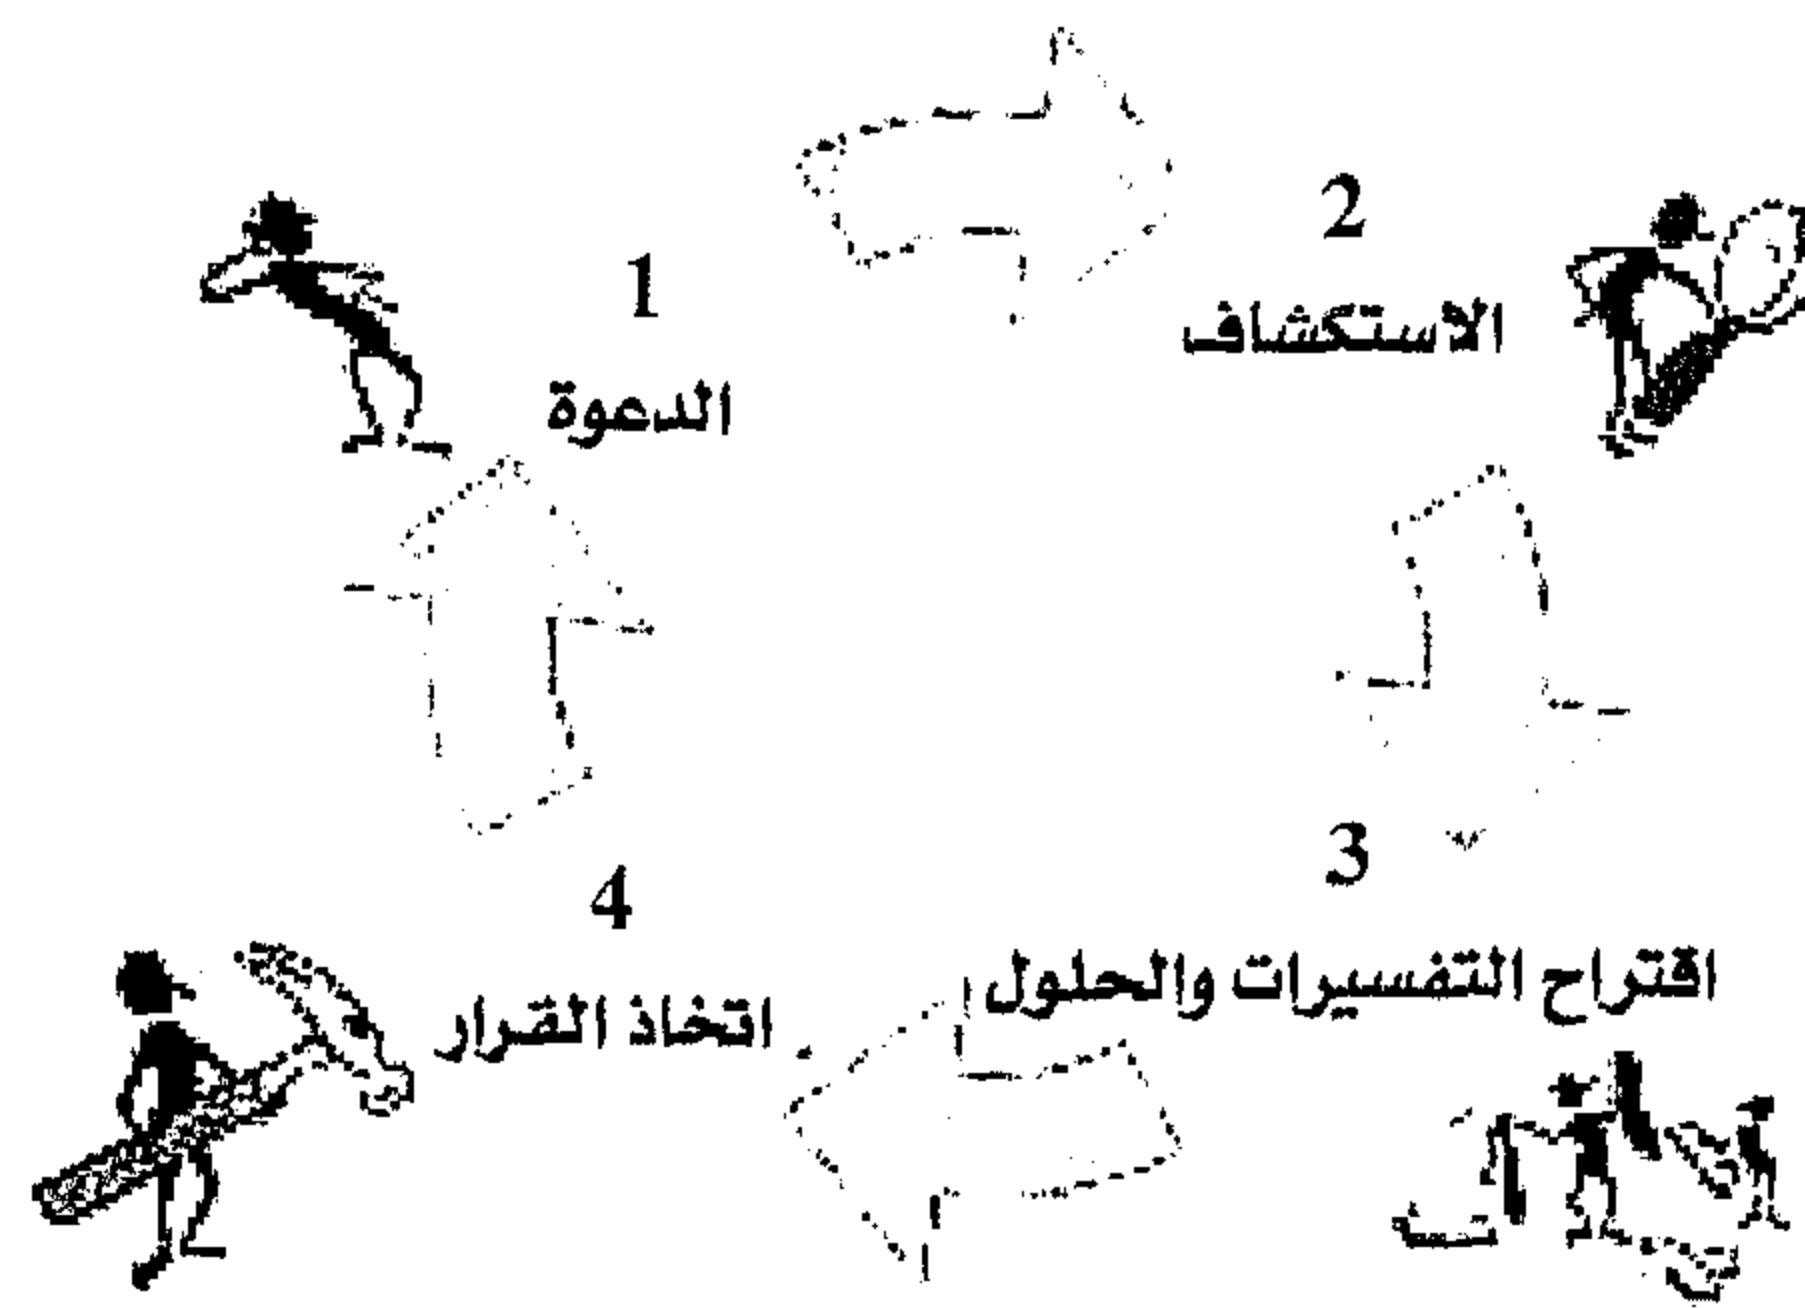 1
الدعوة
2
الاستكشاف
3
اقتراح التفسيرات والحلول
4
اتخاذ القرار